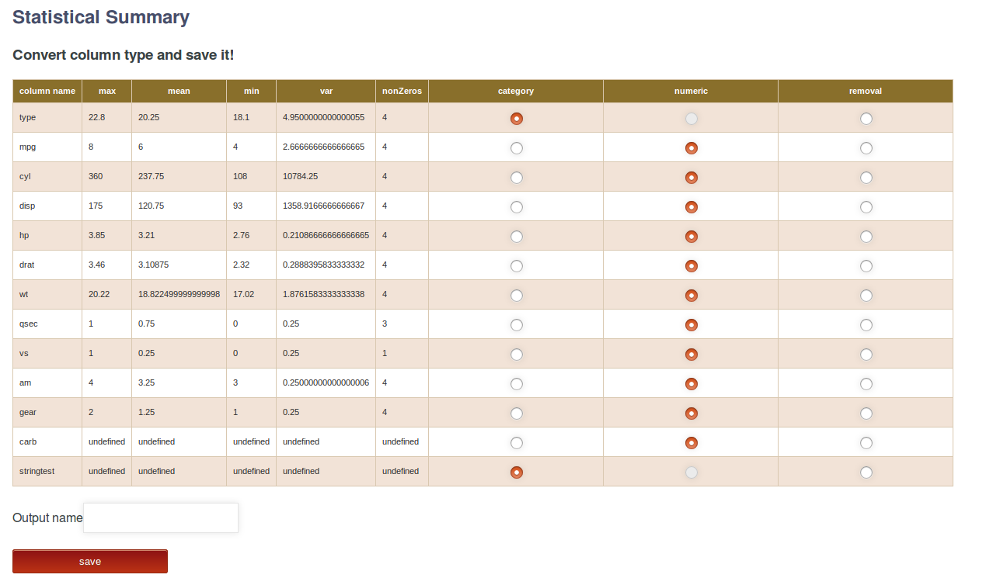 Statistical Summary
Convert column type and save it!
column name max mean min var nonZeros category numeric removal
type 22.8 20.25 18.1 4.9500000000000055 4
mpg 8 6 4 2.6666666666666665 4
cyl 360 237.75 108 10784.25 4
disp 175 120.75 93 1358.9166666666667 4
hp 3.85 3.21 2.76 0.21086666666666665 4
drat 3.46 3.10875 2.32 0.2888395833333332 4
wt 20.22 18.822499999999998 17.02 1.8761583333333338 4
qsec 1 0.75 0 0.25 3
vs 1 0.25 0 0.25 1
am 4 3.25 3 0.25000000000000006 4
gear 2 1.25 1 0.25 4
carb undefined undefined undefined undefined undefined
stringtest undefined undefined undefined undefined undefined
Output name
save